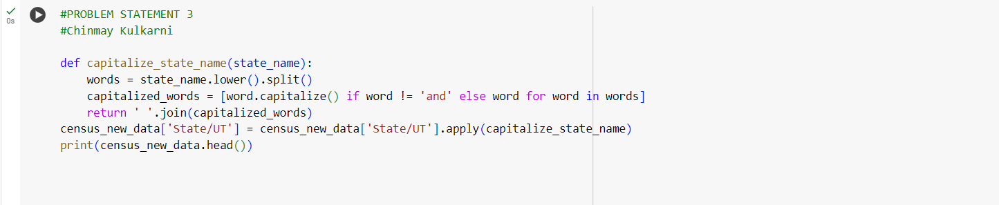 0s
#PROBLEM STATEMENT 3
#Chinmay Kulkarni
def capitalize_state_name(state_name):
    words = state_name.lower().split()
    capitalized_words = [word.capitalize() if word != 'and' else word for word in words]
    return ' '.join(capitalized_words)
census_new_data['State/UT'] = census_new_data['State/UT'].apply(capitalize_state_name)
print(census_new_data.head())